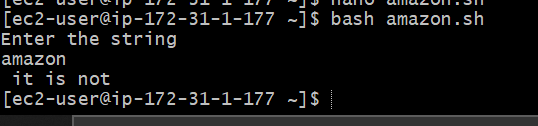 [ec2-user@ip-172-31-1-177 ~]$ nano amazon.sh
[ec2-user@ip-172-31-1-177 ~]$ bash amazon.sh
Enter the string
amazon
 it is not
[ec2-user@ip-172-31-1-177 ~]$